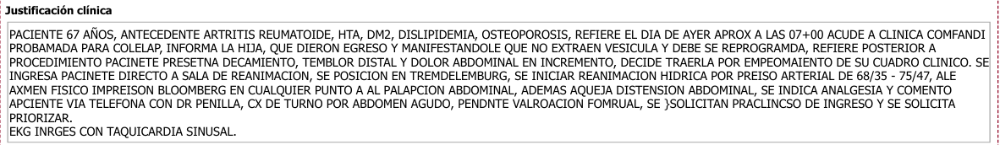 Justificación clínica
PACIENTE 67 AÑOS, ANTECEDENTE ARTRITIS REUMATOIDE, HTA, DM2, DISLIPIDEMIA, OSTEOPOROSIS, REFIERE EL DIA DE AYER APROX A LAS 07+00 ACUDE A CLINICA COMFANDI
PROBAMADA PARA COLELAP, INFORMA LA HIJA, QUE DIERON EGRESO Y MANIFESTANDOLE QUE NO EXTRAEN VESICULA Y DEBE SE REPROGRAMDA, REFIERE POSTERIOR A
PROCEDIMIENTO PACINETE PRESETNA DECAMIENTO, TEMBLOR DISTAL Y DOLOR ABDOMINAL EN INCREMENTO, DECIDE TRAERLA POR EMPEOMAIENTO DE SU CUADRO CLINICO. SE
INGRESA PACINETE DIRECTO A SALA DE REANIMACION, SE POSICION EN TREMDELEMBURG, SE INICIAR REANIMACION HIDRICA POR PREISO ARTERIAL DE 68/35 - 75/47, ALE
AXMEN FISICO IMPREISON BLOOMBERG EN CUALQUIER PUNTO A AL PALAPCION ABDOMINAL, ADEMAS AQUEJA DISTENSION ABDOMINAL, SE INDICA ANALGESIA Y COMENTO
APCIENTE VIA TELEFONA CON DR PENILLA, CX DE TURNO POR ABDOMEN AGUDO, PENDNTE VALROACION FOMRUAL, SE }SOLICITAN PRACLINCSO DE INGRESO Y SE SOLICITA
PRIORIZAR.
EKG INRGES CON TAQUICARDIA SINUSAL.